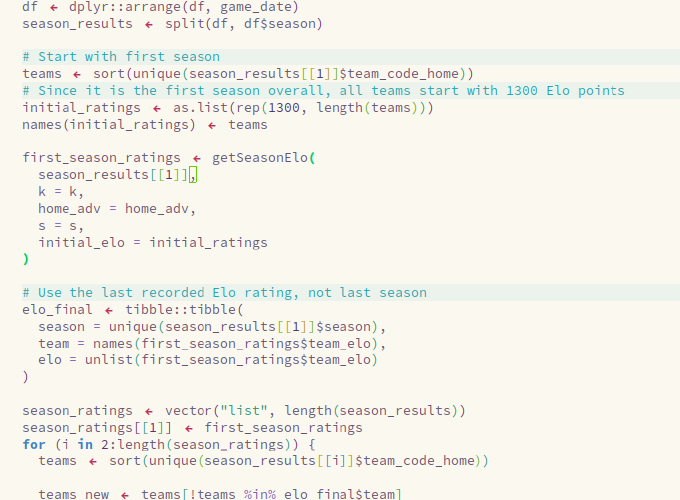 df ← dplyr::arrange(df, game_date)
season_results ← split(df, df$season)
# Start with first season
teams ← sort(unique(season_results[[1]]$team_code_home))
# Since it is the first season overall, all teams start with 1300 Elo points
initial_ratings ← as.list(rep(1300, length(teams)))
names(initial_ratings) ← teams
first_season_ratings ← getSeasonElo(
  season_results[[1]],
  k = k,
  home_adv = home_adv,
  s = s,
  initial_elo = initial_ratings
)
# Use the last recorded Elo rating, not last season
elo_final ← tibble::tibble(
  season = unique(season_results[[1]]$season),
  team = names(first_season_ratings$team_elo),
  elo = unlist(first_season_ratings$team_elo)
)
season_ratings ← vector("list", length(season_results))
season_ratings[[1]] ← first_season_ratings
for (i in 2:length(season_ratings)) {
  teams ← sort(unique(season_results[[i]]$team_code_home))
  teams_new ← teams[!teams %in% elo_final$team]